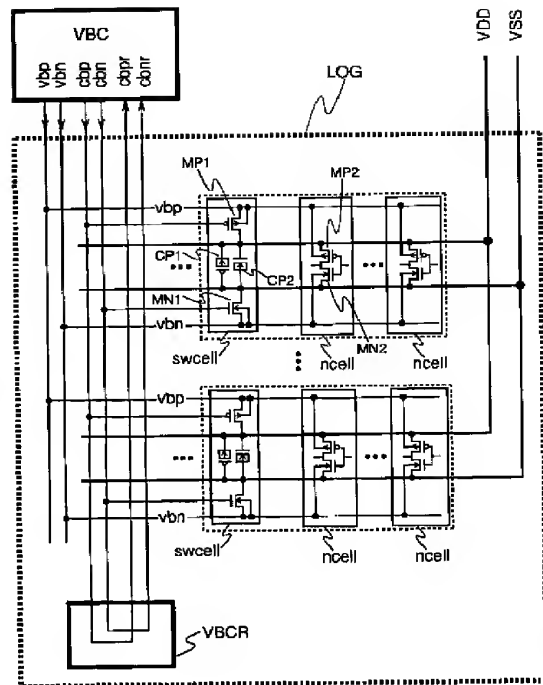 VBC
vbp
vbn
cbp
cbn
cbpr
cbnr
VDD
VSS
LOG
MP1
MP2
vbp
CP1
CP2
MN1
vbn
MN2
swcell
ncell
ncell
vbp
vbn
swcell
ncell
ncell
VBCR